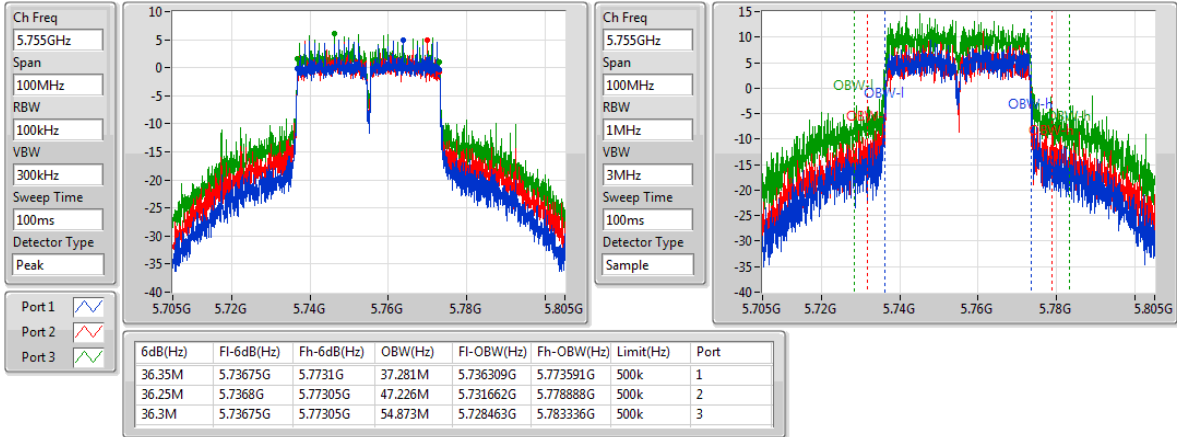 Ch Freq
5.755GHz
Span
100MHz
RBW
100kHz
VBW
300kHz
Sweep Time
100ms
Detector Type
Peak
Port 1
Port 2
Port 3
10
5
0
-5
-10
-15
-20
-25
-30
-35
-40
5.705G 5.72G 5.74G 5.76G 5.78G 5.805G
Ch Freq
5.755GHz
Span
100MHz
RBW
1MHz
VBW
3MHz
Sweep Time
100ms
Detector Type
Sample
15
10
5
0
-5
-10
-15
-20
-25
-30
-35
-40
OBW-l
OBW-h
5.705G 5.72G 5.74G 5.76G 5.78G 5.805G
6dB(Hz) Fl-6dB(Hz) Fh-6dB(Hz) OBW(Hz) Fl-OBW(Hz) Fh-OBW(Hz) Limit(Hz) Port
36.35M 5.73675G 5.7731G 37.281M 5.736309G 5.773591G 500k 1
36.25M 5.7368G 5.77305G 47.226M 5.731662G 5.778888G 500k 2
36.3M 5.73675G 5.77305G 54.873M 5.728463G 5.783336G 500k 3